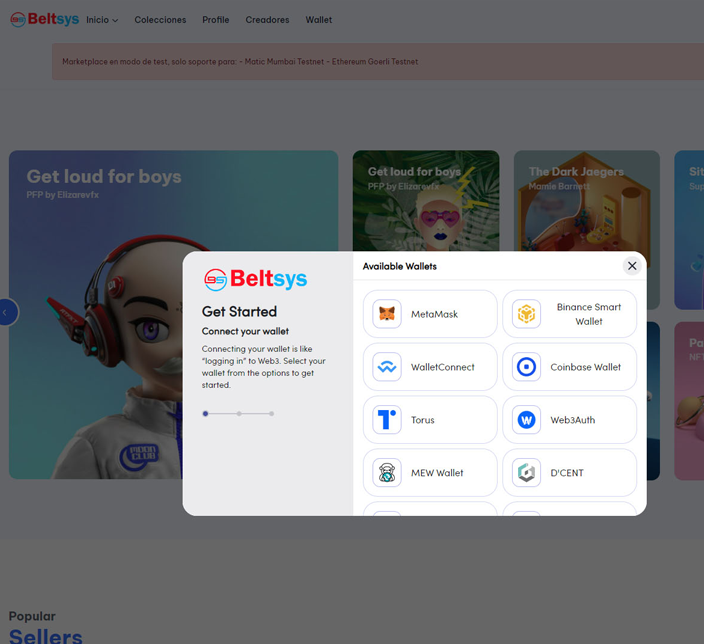 Beltsys
Inicio
Colecciones
Profile
Creadores
Wallet
Marketplace en modo de test, solo soporte para: - Matic Mumbai Testnet - Ethereum Goerli Testnet
Get loud for boys
PFP by Elizarevfx
Get loud for boys
PFP by Elizarevfx
The Dark Jaegers
Mamie Barnett
Beltsys
Get Started
Connect your wallet
Connecting your wallet is like
“logging in” to Web3. Select your
wallet from the options to get
started.
Available Wallets
MetaMask
Binance Smart
Wallet
WalletConnect
Coinbase Wallet
Torus
Web3Auth
MEW Wallet
D'CENT
MOON
CLUB
Popular
Sellers